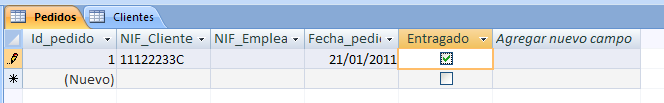 Pedidos Clientes
Id_pedido NIF_Cliente NIF_Emplea Fecha_pedi Entragado Agregar nuevo campo
1 11122233C 21/01/2011
(Nuevo)